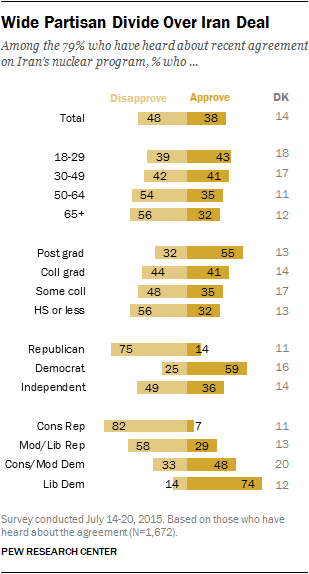 Wide Partisan Divide Over Iran Deal
Among the 79% who have heard about recent agreement
on Iran's nuclear program, % who ...
Disapprove Approve DK
Total 48 38 14
18-29 39 43 18
30-49 42 41 17
50-64 54 35 11
65+ 56 32 12
Post grad 32 55 13
Coll grad 44 41 14
Some coll 48 35 17
HS or less 56 32 13
Republican 75 14 11
Democrat 25 59 16
Independent 49 36 14
Cons Rep 82 7 11
Mod/Lib Rep 58 29 13
Cons/Mod Dem 33 48 20
Lib Dem 14 74 12
Survey conducted July 14-20, 2015. Based on those who
have heard about the agreement (N=1,672).
PEW RESEARCH CENTER